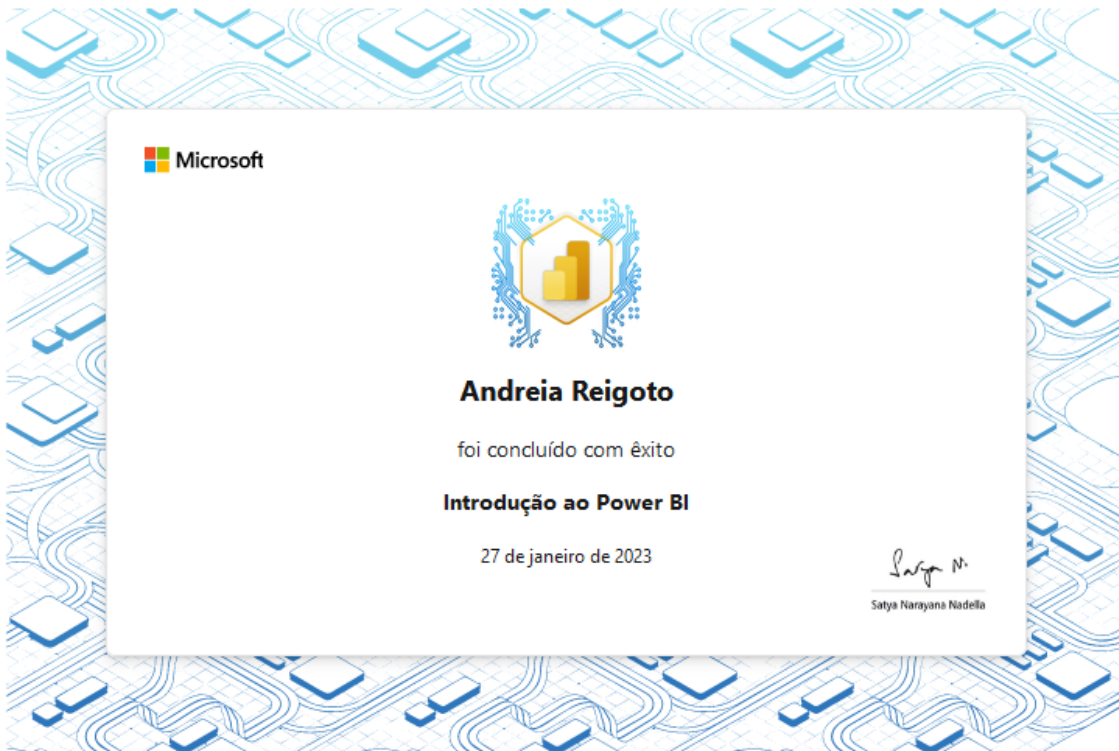 Microsoft
Andreia Reigoto
foi concluído com êxito
Introdução ao Power BI
27 de janeiro de 2023
Satya N.
Satya Narayana Nadella